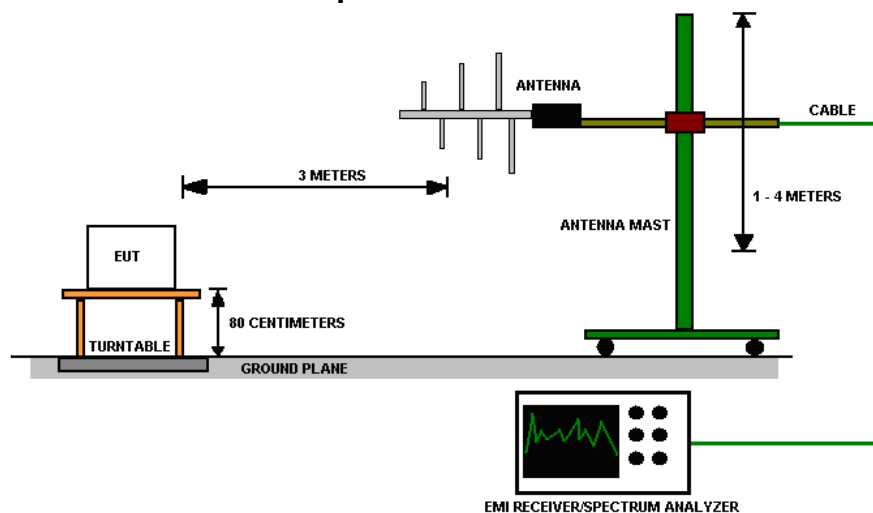 ANTENNA
CABLE
3 METERS
1 - 4 METERS
ANTENNA MAST
EUT
80 CENTIMETERS
TURNTABLE
GROUND PLANE
EMI RECEIVER/SPECTRUM ANALYZER